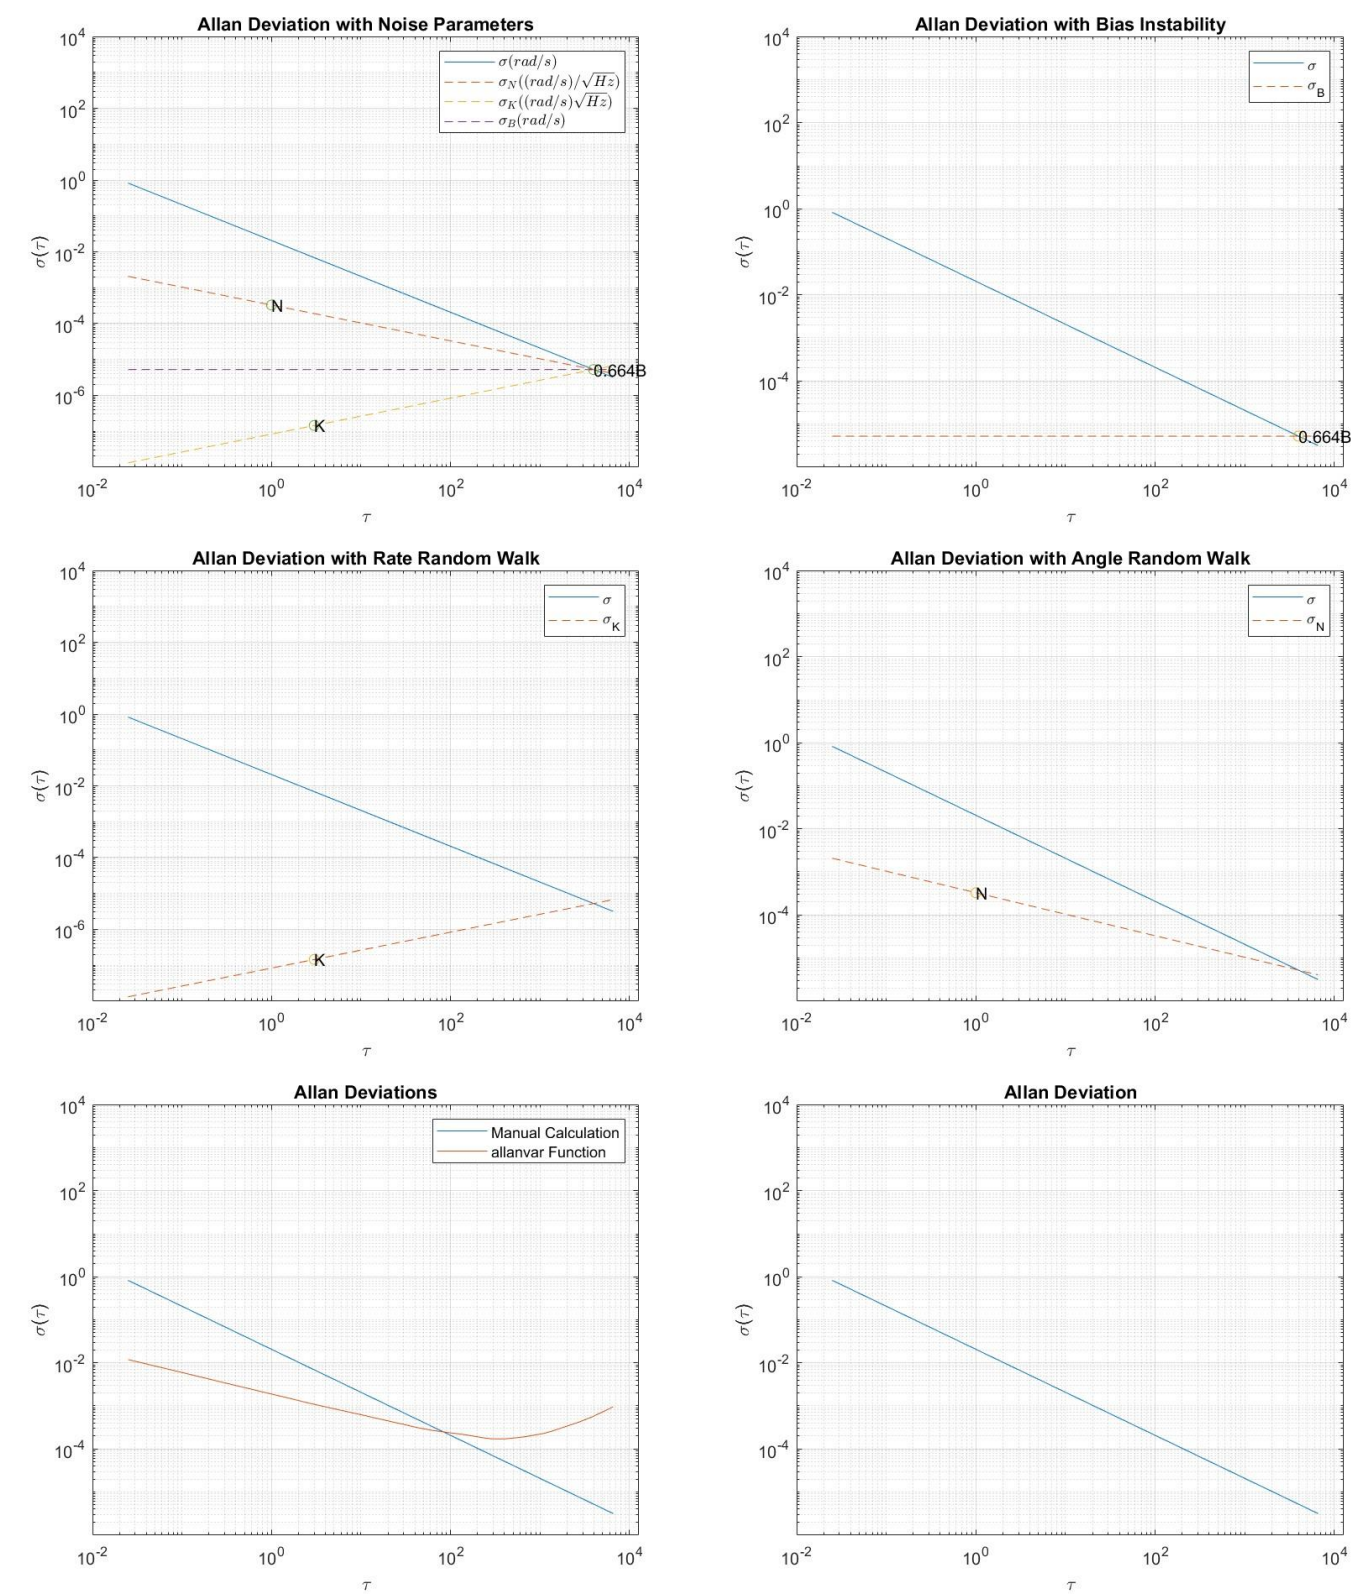 Allan Deviation with Noise Parameters
10^4
10^2
10^0
10^-2
10^-4
10^-6
σ(τ)
σ(rad/s)
σ_N((rad/s)/√Hz)
σ_K((rad/s)√Hz)
σ_B(rad/s)
N
0.664B
K
10^-2
10^0
10^2
10^4
τ
Allan Deviation with Bias Instability
10^4
10^2
10^0
10^-2
10^-4
σ(τ)
σ
σ_B
0.664B
10^-2
10^0
10^2
10^4
τ
Allan Deviation with Rate Random Walk
10^4
10^2
10^0
10^-2
10^-4
10^-6
σ(τ)
σ
σ_K
K
10^-2
10^0
10^2
10^4
τ
Allan Deviation with Angle Random Walk
10^4
10^2
10^0
10^-2
10^-4
σ(τ)
σ
σ_N
N
10^-2
10^0
10^2
10^4
τ
Allan Deviations
10^4
10^2
10^0
10^-2
10^-4
σ(τ)
Manual Calculation
allanvar Function
10^-2
10^0
10^2
10^4
τ
Allan Deviation
10^4
10^2
10^0
10^-2
10^-4
σ(τ)
10^-2
10^0
10^2
10^4
τ